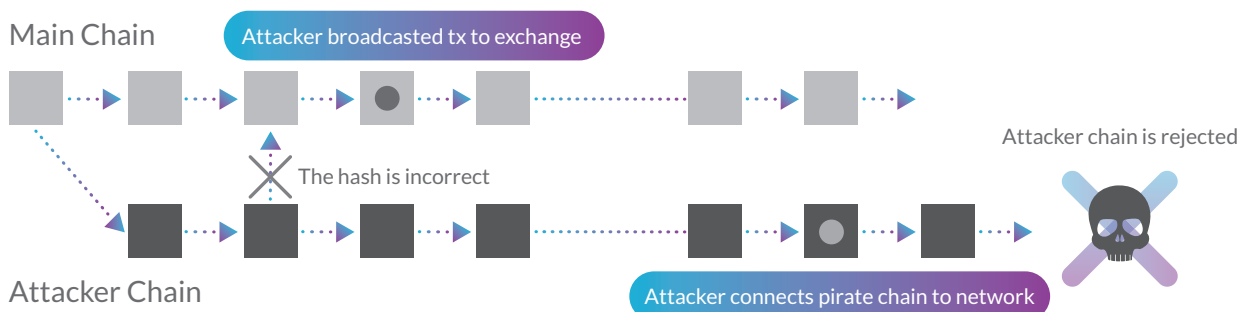 Main Chain
Attacker broadcasted tx to exchange
Attacker chain is rejected
The hash is incorrect
Attacker Chain
Attacker connects pirate chain to network